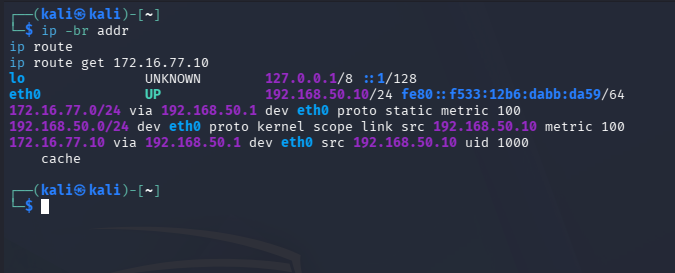 ┌──(kali㉿kali)-[~]
└─$ ip -br addr
ip route
ip route get 172.16.77.10
lo               UNKNOWN        127.0.0.1/8 ::1/128
eth0             UP             192.168.50.10/24 fe80::f533:12b6:dabb:da59/64
172.16.77.0/24 via 192.168.50.1 dev eth0 proto static metric 100
192.168.50.0/24 dev eth0 proto kernel scope link src 192.168.50.10 metric 100
172.16.77.10 via 192.168.50.1 dev eth0 src 192.168.50.10 uid 1000
    cache
┌──(kali㉿kali)-[~]
└─$